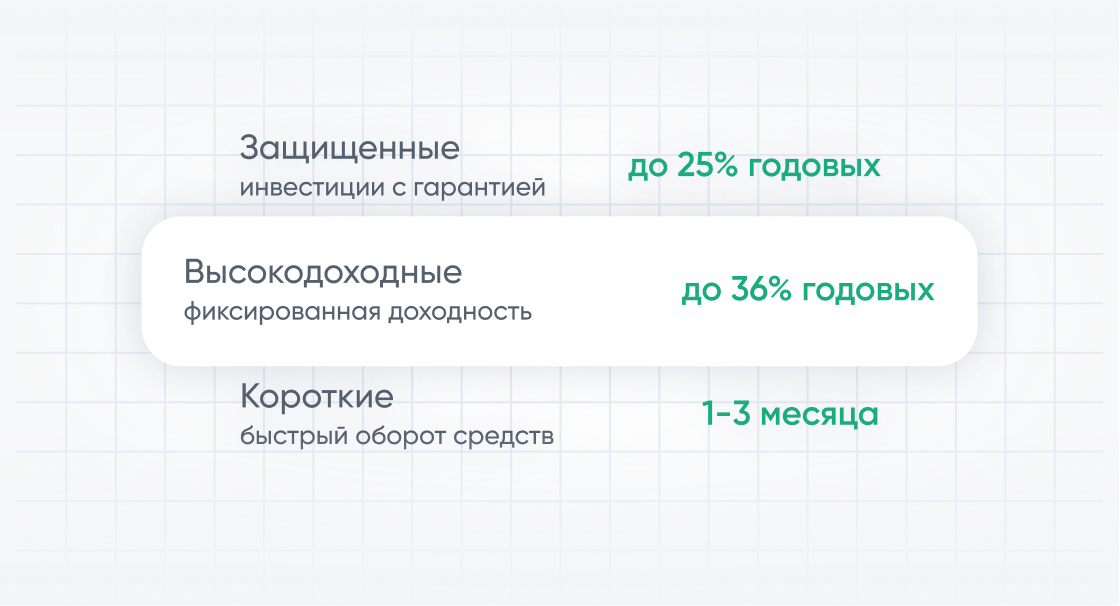 Защищенные
инвестиции с гарантией
до 25% годовых
Высокодоходные
фиксированная доходность
до 36% годовых
Короткие
быстрый оборот средств
1-3 месяца